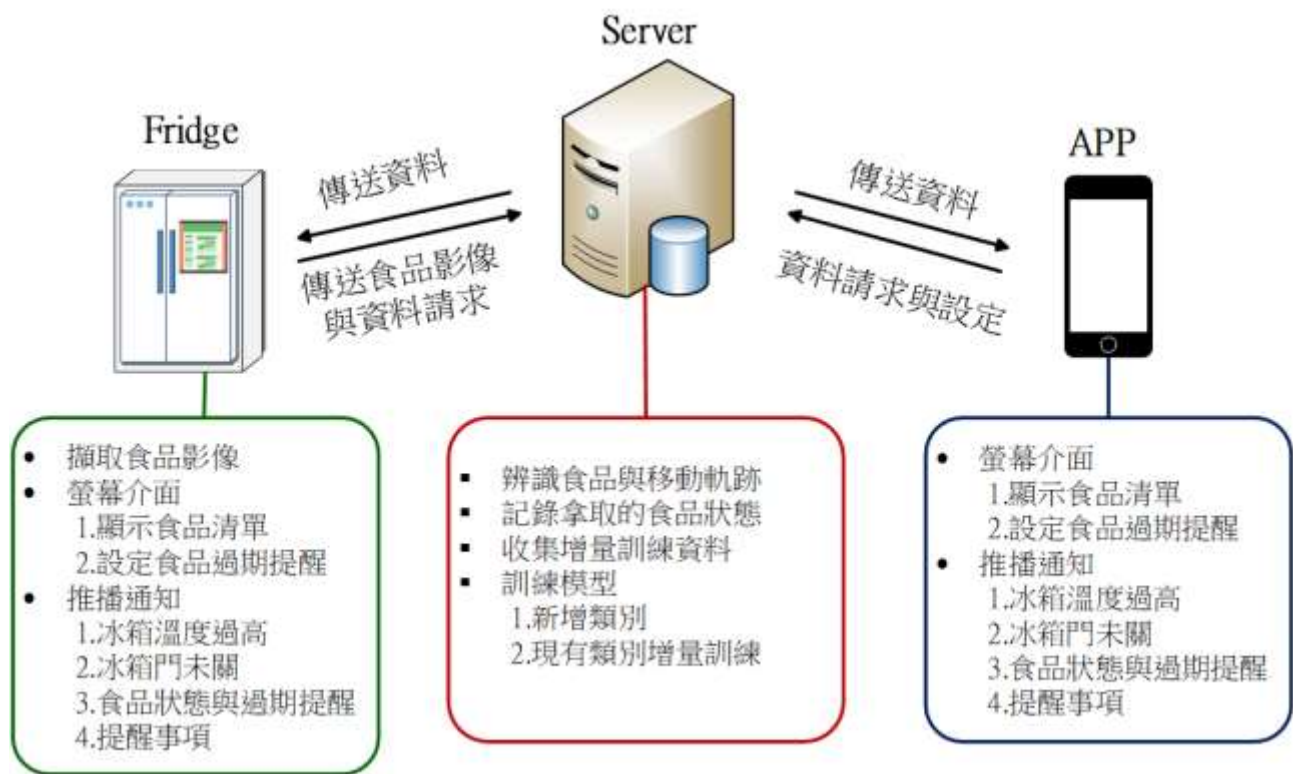 Server
Fridge
APP
傳送資料
傳送食品影像
與資料請求
傳送資料
資料請求與設定
• 擷取食品影像
• 螢幕介面
1.顯示食品清單
2.設定食品過期提醒
• 推播通知
1.冰箱溫度過高
2.冰箱門未關
3.食品狀態與過期提醒
4.提醒事項
▪ 辨識食品與移動軌跡
▪ 記錄拿取的食品狀態
▪ 收集增量訓練資料
▪ 訓練模型
1.新增類別
2.現有類別增量訓練
• 螢幕介面
1.顯示食品清單
2.設定食品過期提醒
• 推播通知
1.冰箱溫度過高
2.冰箱門未關
3.食品狀態與過期提醒
4.提醒事項